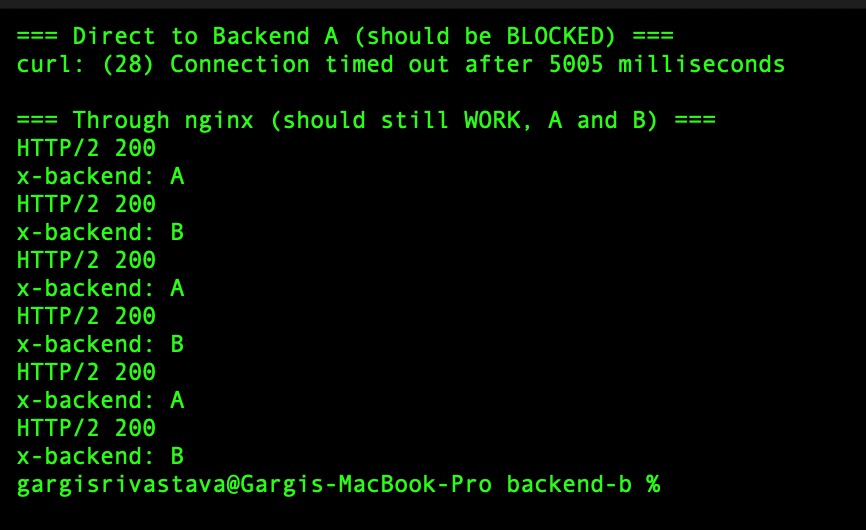 === Direct to Backend A (should be BLOCKED) ===
curl: (28) Connection timed out after 5005 milliseconds
=== Through nginx (should still WORK, A and B) ===
HTTP/2 200
x-backend: A
HTTP/2 200
x-backend: B
HTTP/2 200
x-backend: A
HTTP/2 200
x-backend: B
HTTP/2 200
x-backend: A
HTTP/2 200
x-backend: B
gargisrivastava@Gargis-MacBook-Pro backend-b %